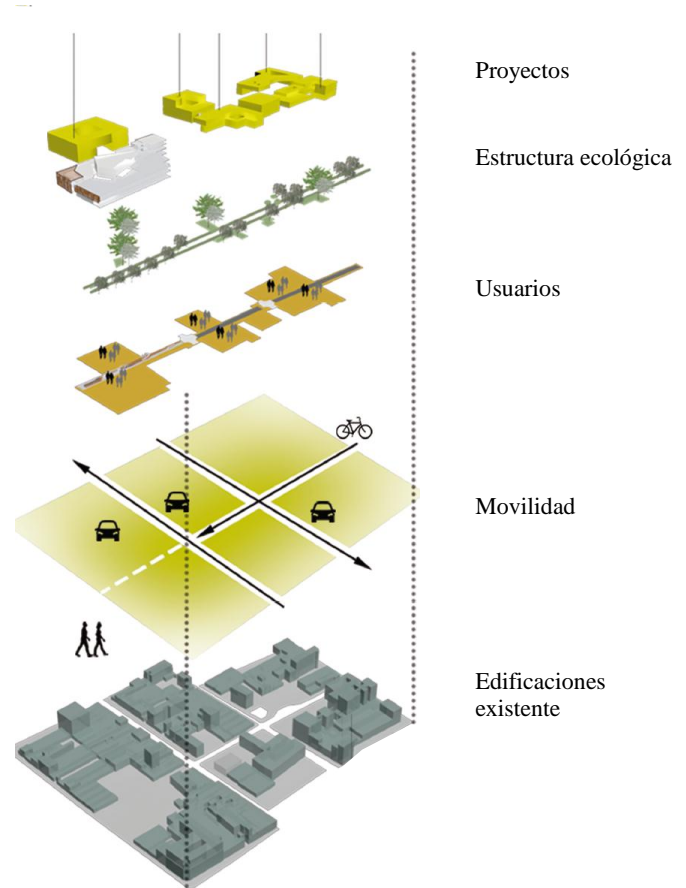 Proyectos
Estructura ecológica
Usuarios
Movilidad
Edificaciones
existente